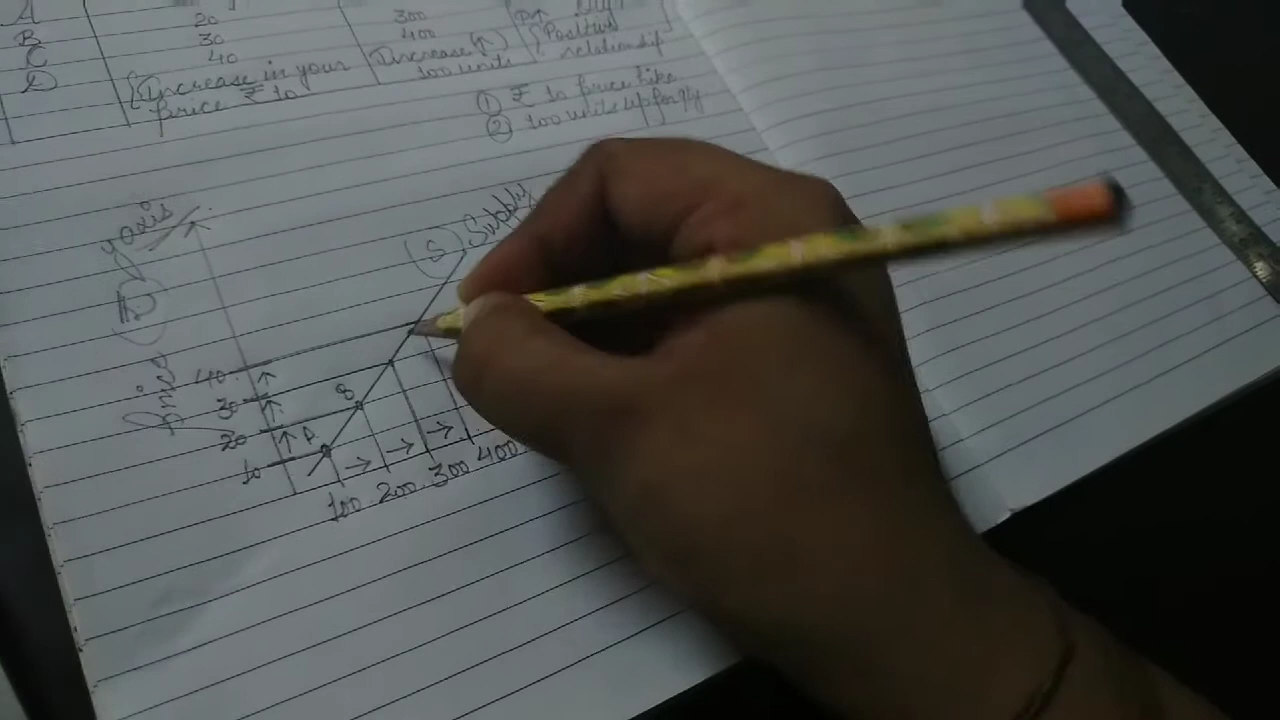 A 20 300
B 30 400
C 40 Increase (↑) Positive
D Increase in your 100 units relationship
price ₹ 10
① ₹ 10 price like
② 100 units up for qty
y axis
(S) Supply
Price
40
30 B
20 A
10
100 200 300 400